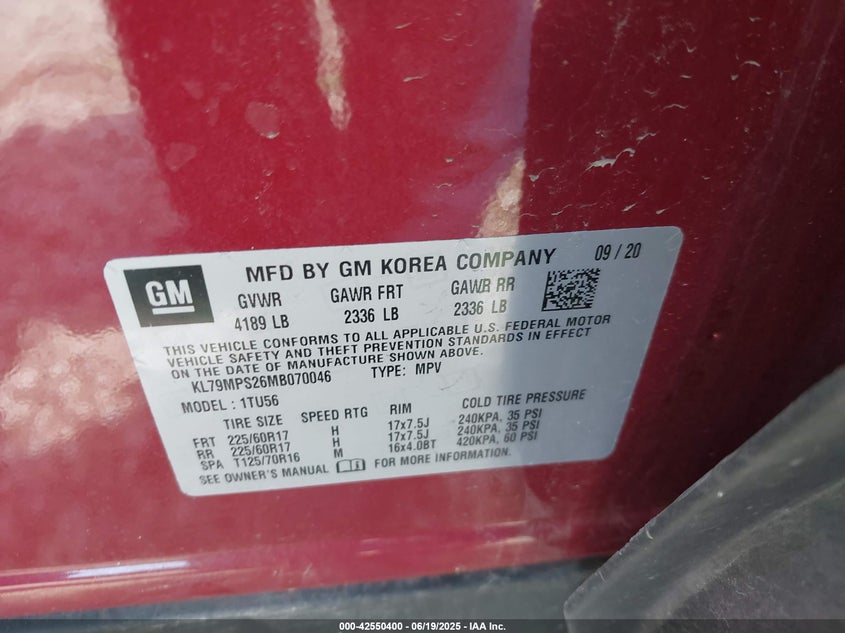 GM
MFD BY GM KOREA COMPANY 09 / 20
GVWR GAWR FRT GAWR RR
4189 LB 2336 LB 2336 LB
THIS VEHICLE CONFORMS TO ALL APPLICABLE U.S. FEDERAL MOTOR
VEHICLE SAFETY AND THEFT PREVENTION STANDARDS IN EFFECT
ON THE DATE OF MANUFACTURE SHOWN ABOVE.
KL79MPS26MB070046 TYPE: MPV
MODEL : 1TU56
TIRE SIZE SPEED RTG RIM COLD TIRE PRESSURE
FRT 225/60R17 H 17x7.5J 240KPA, 35 PSI
RR 225/60R17 H 17x7.5J 240KPA, 35 PSI
SPA T125/70R16 M 16x4.0BT 420KPA, 60 PSI
SEE OWNER'S MANUAL FOR MORE INFORMATION.
000-42550400 - 06/19/2025 - IAA Inc.